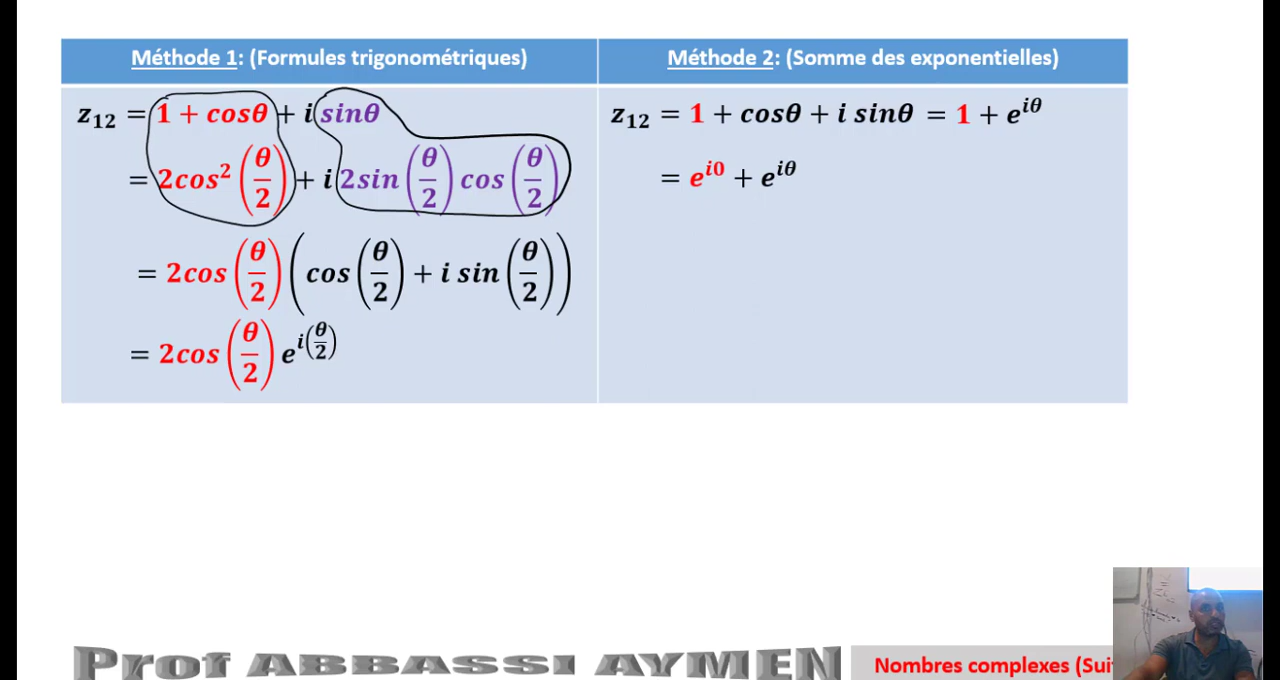 Méthode 1: (Formules trigonométriques)
z₁₂ = 1 + cosθ + i sinθ
= 2cos² (θ/2) + i 2sin (θ/2) cos (θ/2)
= 2cos (θ/2) (cos (θ/2) + i sin (θ/2))
= 2cos (θ/2) e^{i(θ/2)}
Méthode 2: (Somme des exponentielles)
z₁₂ = 1 + cosθ + i sinθ = 1 + e^{iθ}
= e^{i0} + e^{iθ}
Prof ABBASSI AYMEN
Nombres complexes (Sui